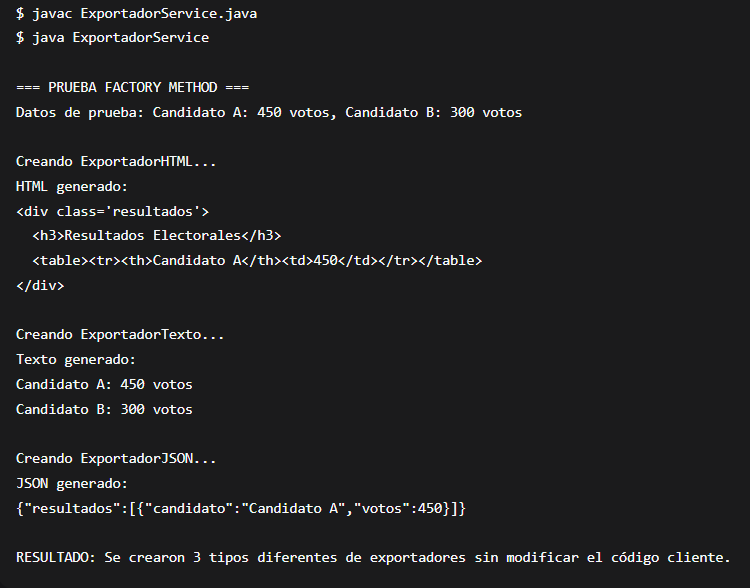 $ javac ExportadorService.java
$ java ExportadorService
=== PRUEBA FACTORY METHOD ===
Datos de prueba: Candidato A: 450 votos, Candidato B: 300 votos
Creando ExportadorHTML...
HTML generado:
<div class='resultados'>
  <h3>Resultados Electorales</h3>
  <table><tr><th>Candidato A</th><td>450</td></tr></table>
</div>
Creando ExportadorTexto...
Texto generado:
Candidato A: 450 votos
Candidato B: 300 votos
Creando ExportadorJSON...
JSON generado:
{"resultados":[{"candidato":"Candidato A","votos":450}]}
RESULTADO: Se crearon 3 tipos diferentes de exportadores sin modificar el código cliente.